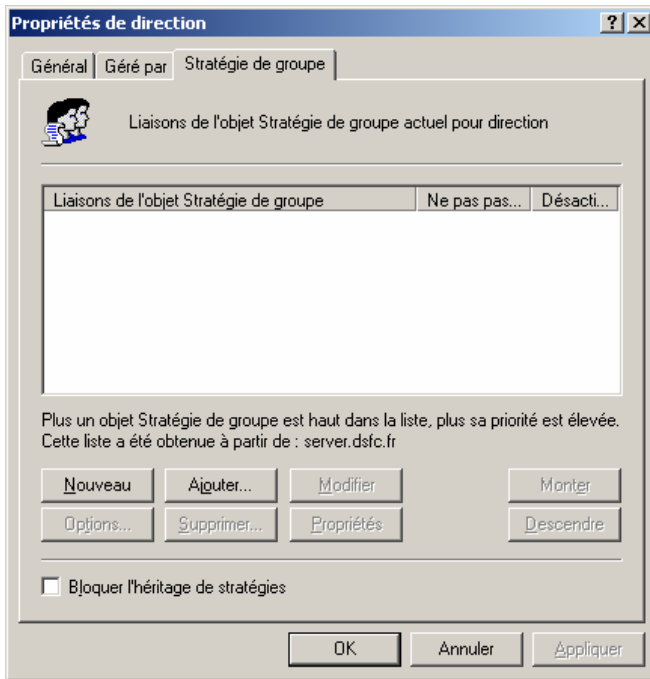 Propriétés de direction
Général Géré par Stratégie de groupe
Liaisons de l'objet Stratégie de groupe actuel pour direction
Liaisons de l'objet Stratégie de groupe Ne pas pas... Désacti...
Plus un objet Stratégie de groupe est haut dans la liste, plus sa priorité est élevée.
Cette liste a été obtenue à partir de : server.dsfc.fr
Nouveau Ajouter... Modifier Monter
Options... Supprimer... Propriétés Descendre
Bloquer l'héritage de stratégies
OK Annuler Appliquer